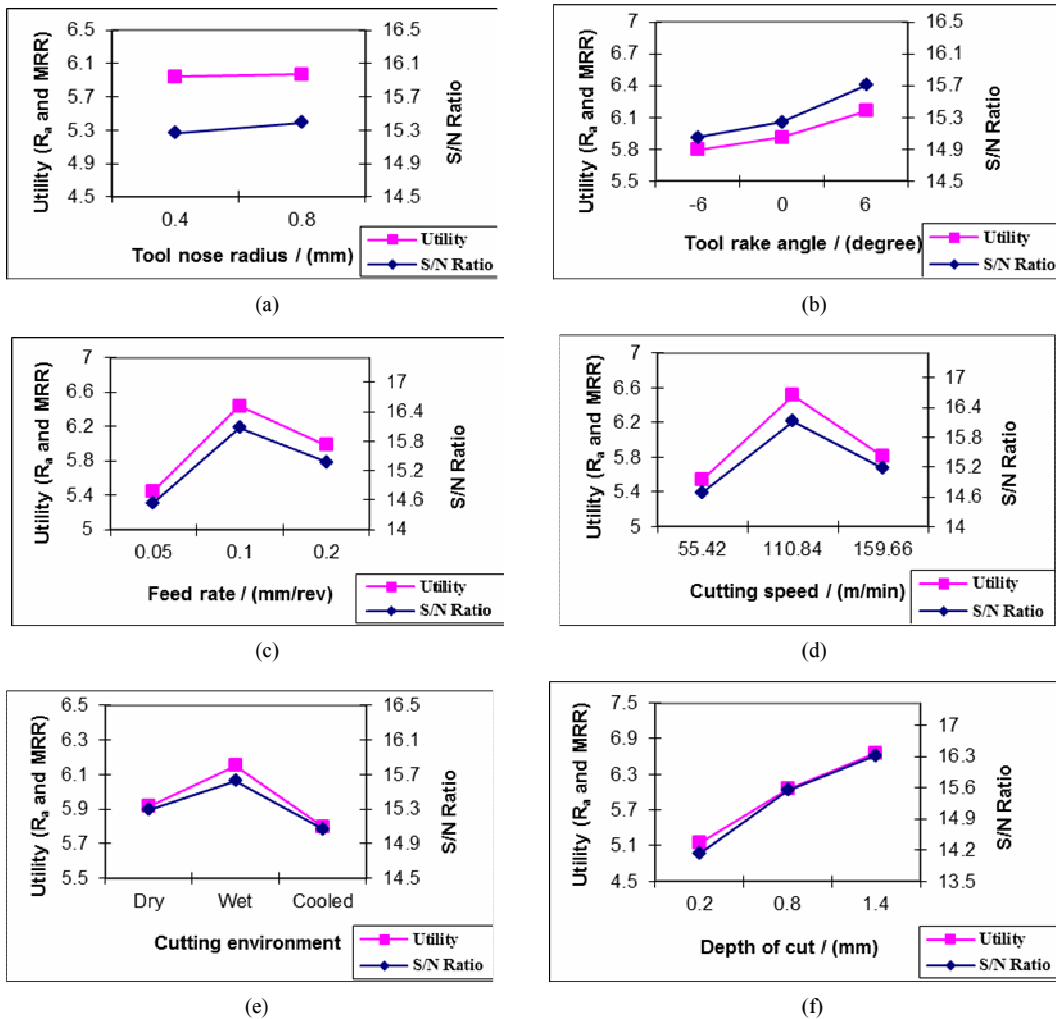 6.5
6.1
5.7
5.3
4.9
4.5
Utility (Ra and MRR)
16.5
16.1
15.7
15.3
14.9
14.5
S/N Ratio
0.4 0.8
Tool nose radius / (mm)
Utility
S/N Ratio
(a)
7
6.7
6.4
6.1
5.8
5.5
Utility (Ra and MRR)
16.5
16.1
15.7
15.3
14.9
14.5
S/N Ratio
-6 0 6
Tool rake angle / (degree)
Utility
S/N Ratio
(b)
7
6.6
6.2
5.8
5.4
5
Utility (Ra and MRR)
17
16.4
15.8
15.2
14.6
14
S/N Ratio
0.05 0.1 0.2
Feed rate / (mm/rev)
Utility
S/N Ratio
(c)
7
6.6
6.2
5.8
5.4
5
Utility (Ra and MRR)
17
16.4
15.8
15.2
14.6
14
S/N Ratio
55.42 110.84 159.66
Cutting speed / (m/min)
Utility
S/N Ratio
(d)
6.5
6.3
6.1
5.9
5.7
5.5
Utility (Ra and MRR)
16.5
16.1
15.7
15.3
14.9
14.5
S/N Ratio
Dry Wet Cooled
Cutting environment
Utility
S/N Ratio
(e)
7.5
6.9
6.3
5.7
5.1
4.5
Utility (Ra and MRR)
17
16.3
15.6
14.9
14.2
13.5
S/N Ratio
0.2 0.8 1.4
Depth of cut / (mm)
Utility
S/N Ratio
(f)